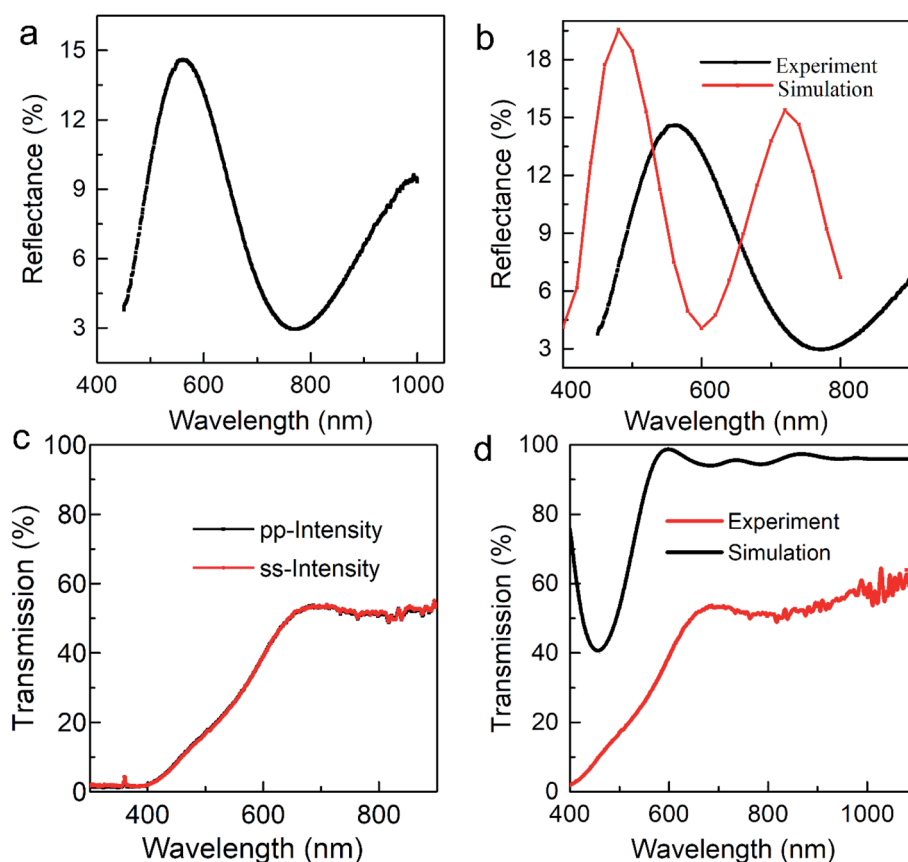 a
15
12
9
6
3
Reflectance (%)
400 600 800 1000
Wavelength (nm)
b
18
15
12
9
6
3
Reflectance (%)
Experiment
Simulation
400 600 800
Wavelength (nm)
c
100
80
60
40
20
0
Transmission (%)
pp-Intensity
ss-Intensity
400 600 800
Wavelength (nm)
d
100
80
60
40
20
0
Transmission (%)
Experiment
Simulation
400 600 800 1000
Wavelength (nm)